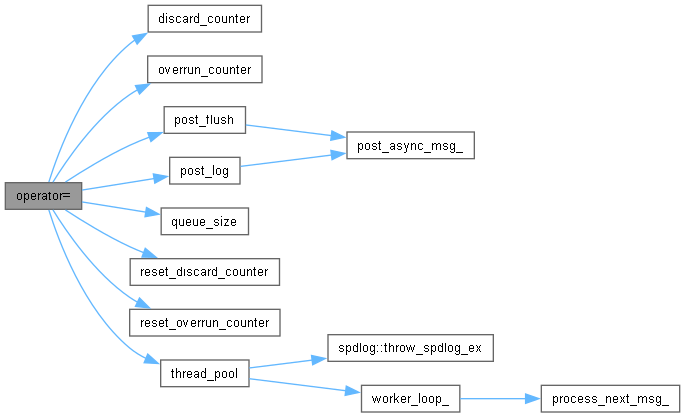 discard_counter
overrun_counter
post_flush
post_async_msg_
post_log
operator=
queue_size
reset_discard_counter
reset_overrun_counter
spdlog::throw_spdlog_ex
thread_pool
worker_loop_
process_next_msg_